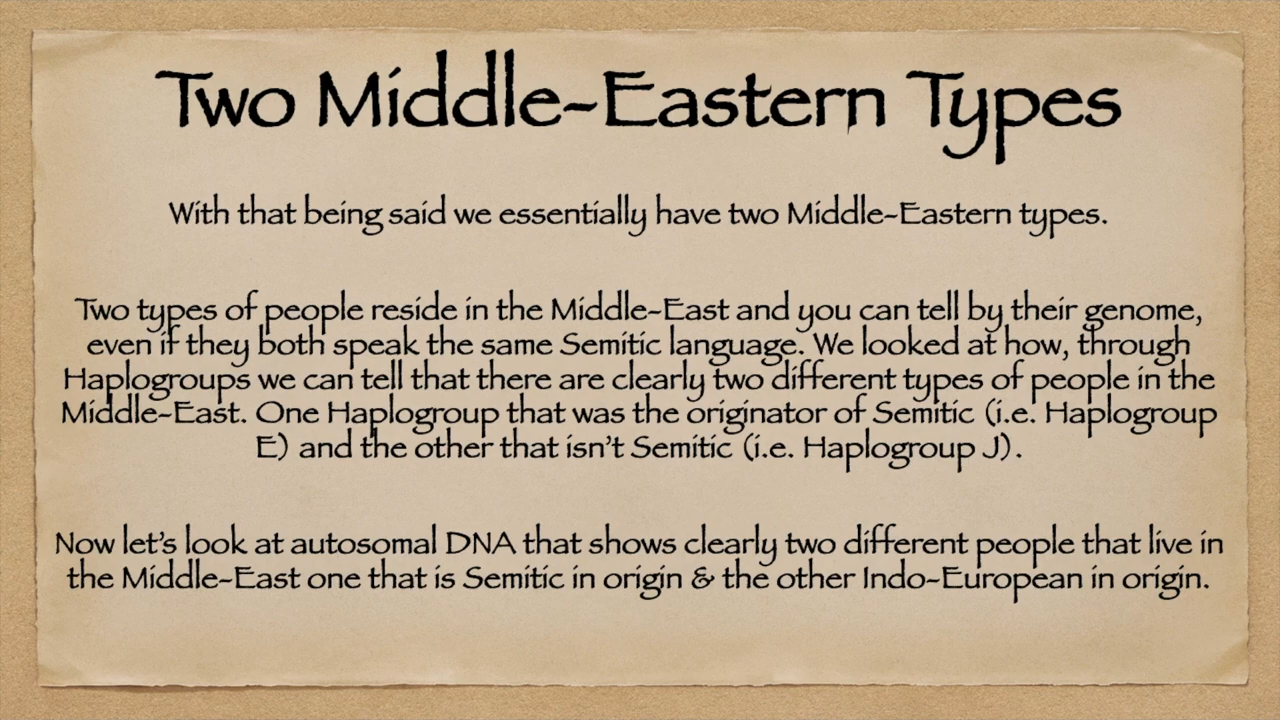 Two Middle-Eastern Types
With that being said we essentially have two Middle-Eastern types.
Two types of people reside in the Middle-East and you can tell by their genome,
even if they both speak the same Semitic language. We looked at how, through
Haplogroups we can tell that there are clearly two different types of people in the
Middle-East. One Haplogroup that was the originator of Semitic (i.e. Haplogroup
E) and the other that isn't Semitic (i.e. Haplogroup J).
Now let's look at autosomal DNA that shows clearly two different people that live in
the Middle-East one that is Semitic in origin & the other Indo-European in origin.